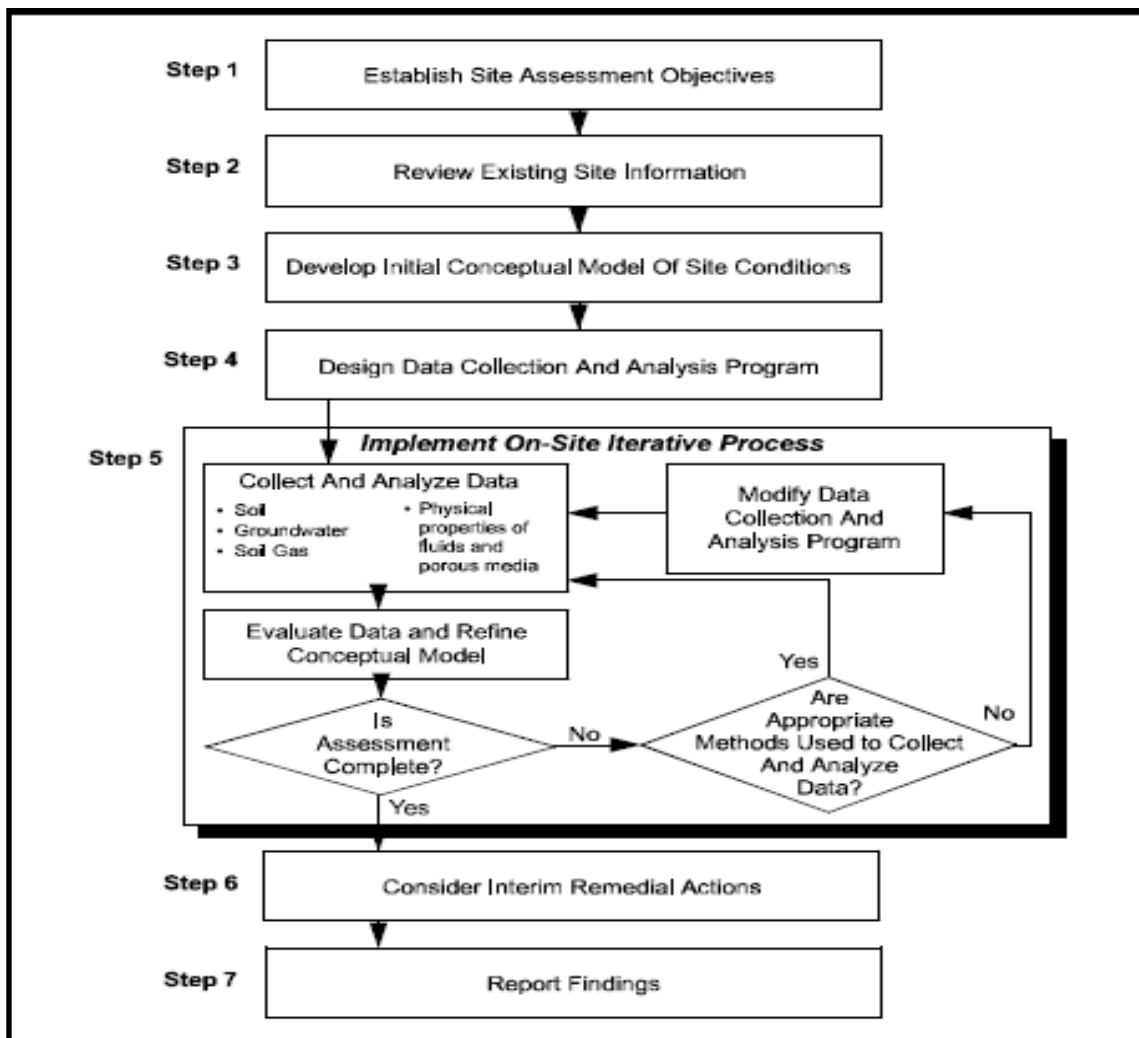 Step 1
Establish Site Assessment Objectives
Step 2
Review Existing Site Information
Step 3
Develop Initial Conceptual Model Of Site Conditions
Step 4
Design Data Collection And Analysis Program
Step 5
Implement On-Site Iterative Process
Collect And Analyze Data
• Soil
• Groundwater
• Soil Gas
• Physical
properties of
fluids and
porous media
Modify Data
Collection And
Analysis Program
Evaluate Data and Refine
Conceptual Model
Is
Assessment
Complete?
No
Yes
Are
Appropriate
Methods Used to Collect
And Analyze
Data?
Yes
No
Step 6
Consider Interim Remedial Actions
Step 7
Report Findings